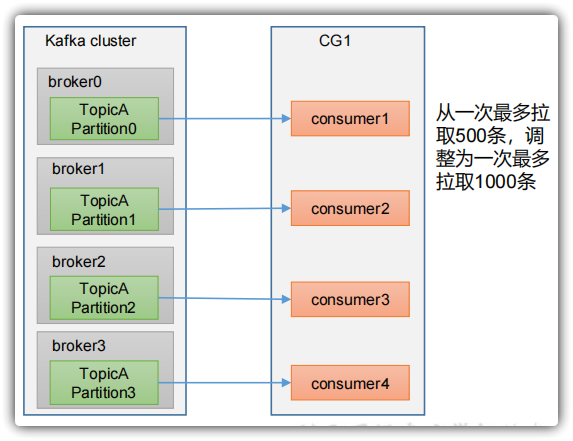 Kafka cluster
CG1
broker0
TopicA
Partition0
consumer1
从一次最多拉
取500条，调
整为一次最多
拉取1000条
broker1
TopicA
Partition1
consumer2
broker2
TopicA
Partition2
consumer3
broker3
TopicA
Partition3
consumer4